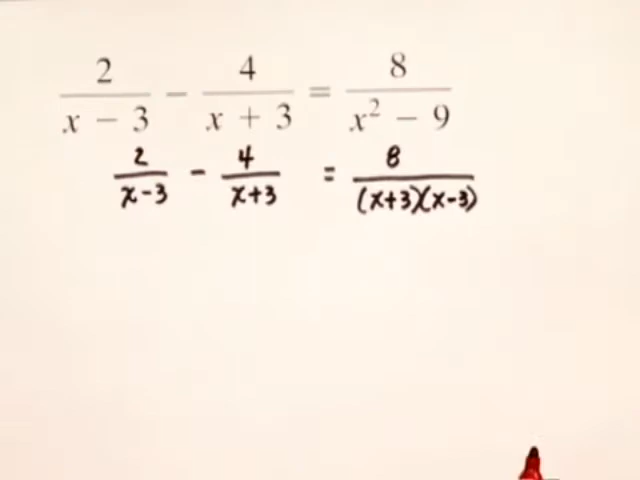 2/(x − 3) − 4/(x + 3) = 8/(x² − 9)
2/(x-3) - 4/(x+3) = 8/((x+3)(x-3))